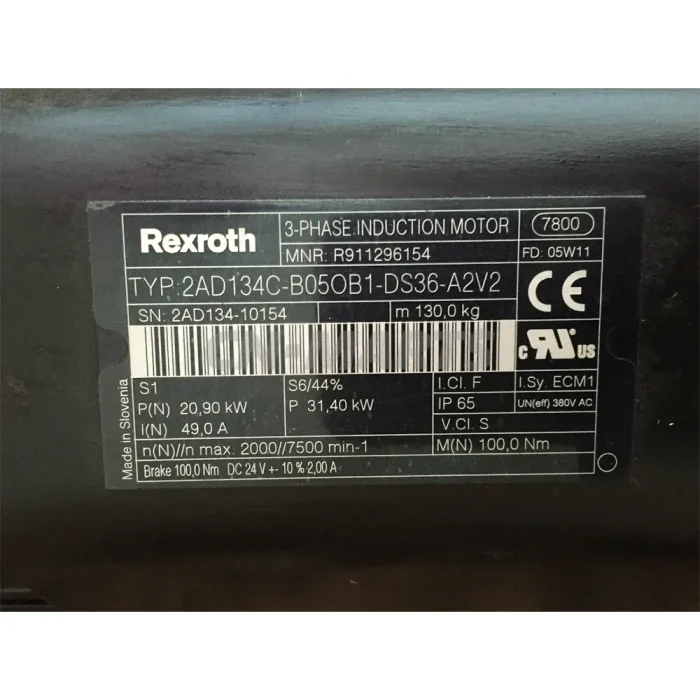 Rexroth
3-PHASE INDUCTION MOTOR
7800
MNR: R911296154
FD: 05W11
TYP:2AD134C-B05OB1-DS36-A2V2
SN: 2AD134-10154
m 130,0 kg
CE
c RU US
S1
S6/44%
I.Cl. F
I.Sy. ECM1
P(N) 20,90 kW
P 31,40 kW
IP 65
UN(eff) 380V AC
I(N) 49,0 A
V.Cl. S
n(N)//n max. 2000//7500 min-1
M(N) 100,0 Nm
Brake 100,0 Nm DC 24 V +- 10 % 2,00 A
Made in Slovenia